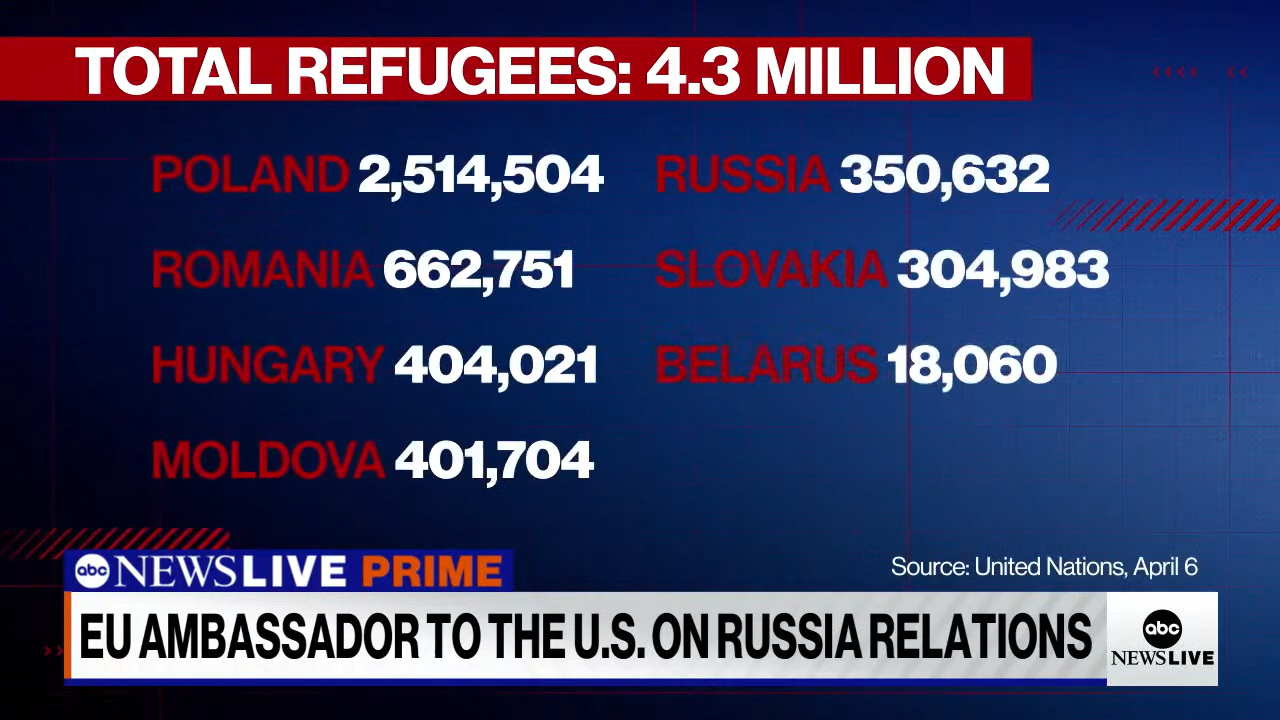 TOTAL REFUGEES: 4.3 MILLION
POLAND 2,514,504
ROMANIA 662,751
HUNGARY 404,021
MOLDOVA 401,704
RUSSIA 350,632
SLOVAKIA 304,983
BELARUS 18,060
Source: United Nations, April 6
abc NEWS LIVE PRIME
EU AMBASSADOR TO THE U.S. ON RUSSIA RELATIONS
abc
NEWS LIVE